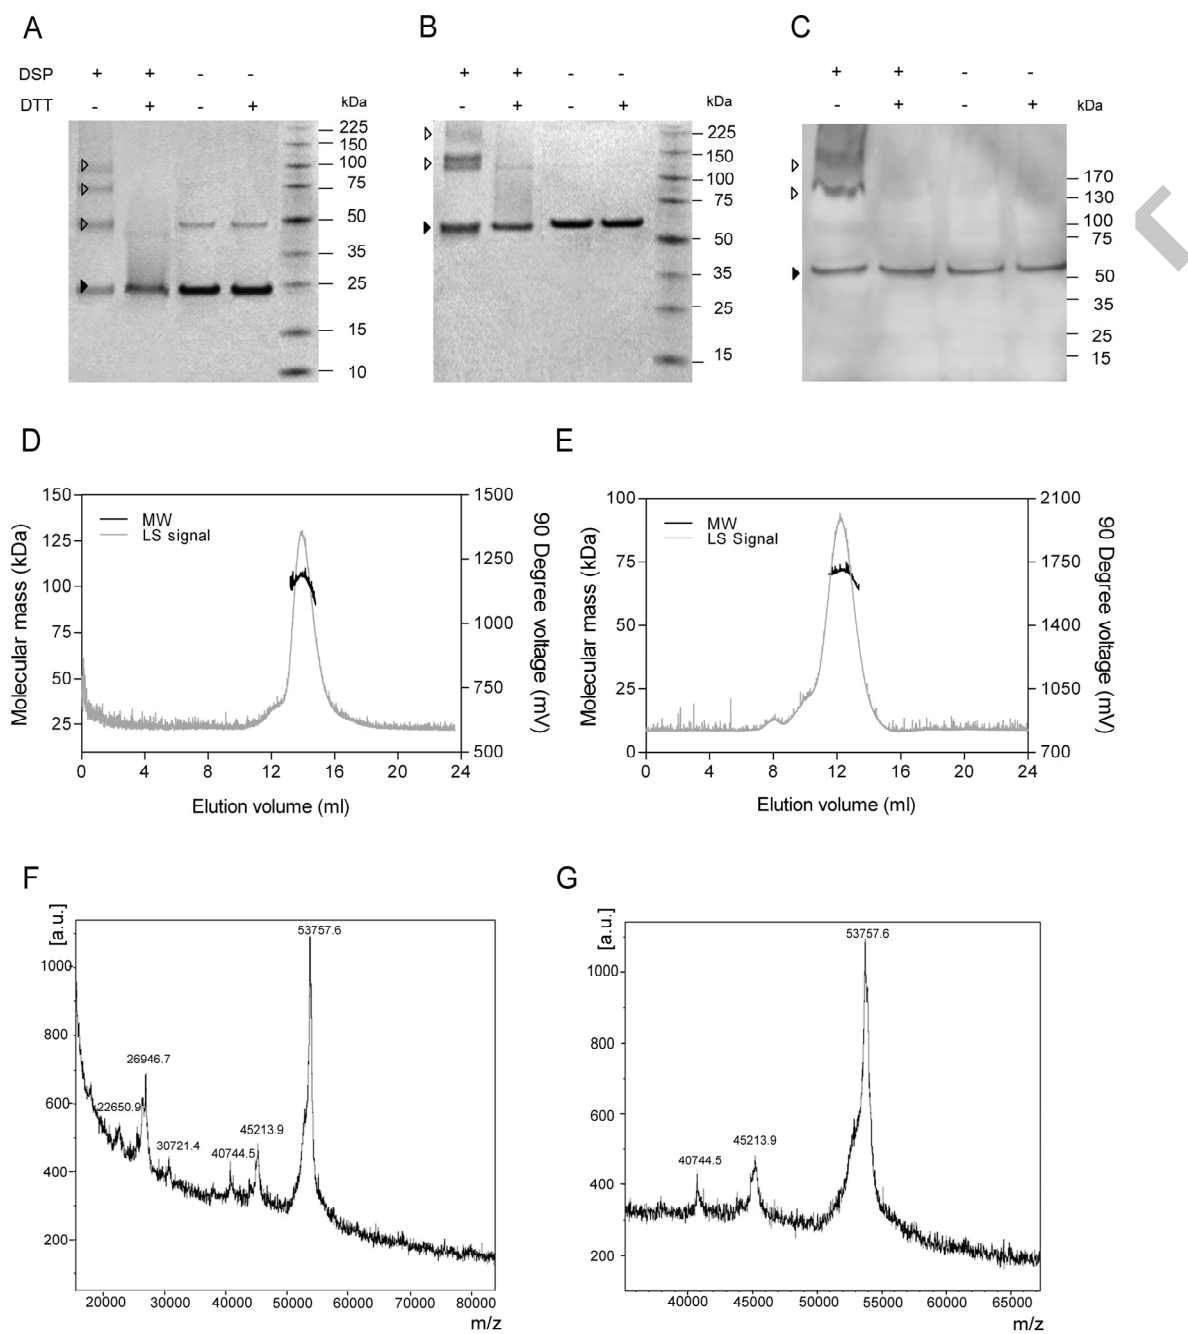 A
B
C
DSP + + - -
DTT - + - + kDa
225
150
100
75
50
35
25
15
10
+ + - -
- + - + kDa
225
150
100
75
50
35
25
15
+ + - -
- + - + kDa
170
130
100
75
50
35
25
15
D
150
125
100
75
50
25
Molecular mass (kDa)
MW
LS signal
1500
1250
1000
750
500
90 Degree voltage (mV)
0 4 8 12 16 20 24
Elution volume (ml)
E
100
75
50
25
0
Molecular mass (kDa)
MW
LS Signal
2100
1750
1400
1050
700
90 Degree voltage (mV)
0 4 8 12 16 20 24
Elution volume (ml)
F
[a.u.]
1000
800
600
400
200
53757.6
26946.7
22650.9
30721.4
40744.5
45213.9
20000 30000 40000 50000 60000 70000 80000
m/z
G
[a.u.]
1000
800
600
400
200
53757.6
45213.9
40744.5
40000 45000 50000 55000 60000 65000
m/z